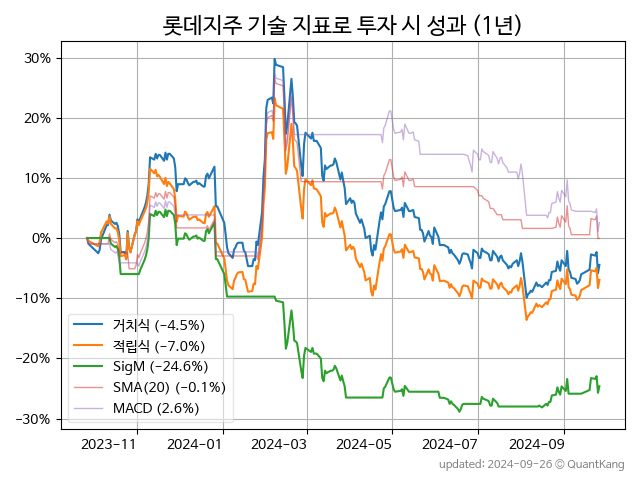 롯데지주 기술 지표로 투자 시 성과 (1년)
30%
20%
10%
0%
−10%
−20%
−30%
거치식 (−4.5%)
적립식 (−7.0%)
SigM (−24.6%)
SMA(20) (−0.1%)
MACD (2.6%)
2023−11 2024−01 2024−03 2024−05 2024−07 2024−09
updated: 2024−09−26 © QuantKang